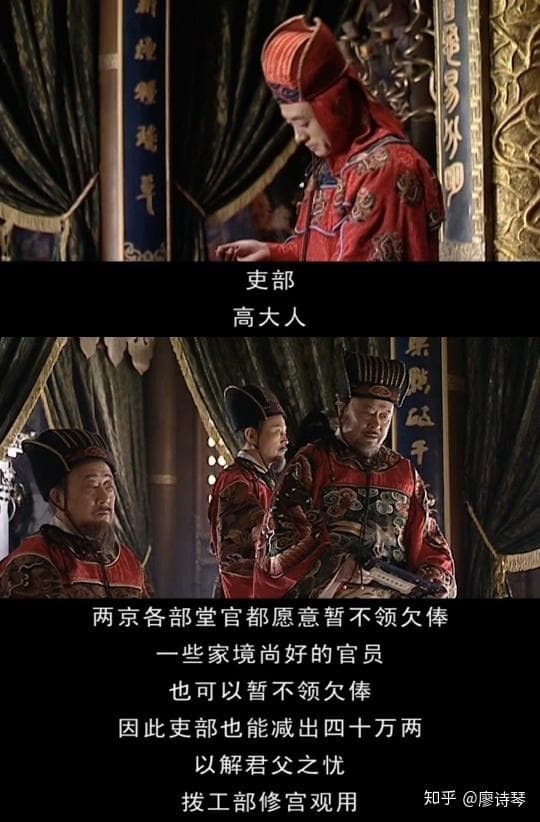 吏部
高大人
两京各部堂官都愿意暂不领欠俸
一些家境尚好的官员
也可以暂不领欠俸
因此吏部也能减出四十万两
以解君父之忧
拨工部修宫观用
知乎 @廖诗琴